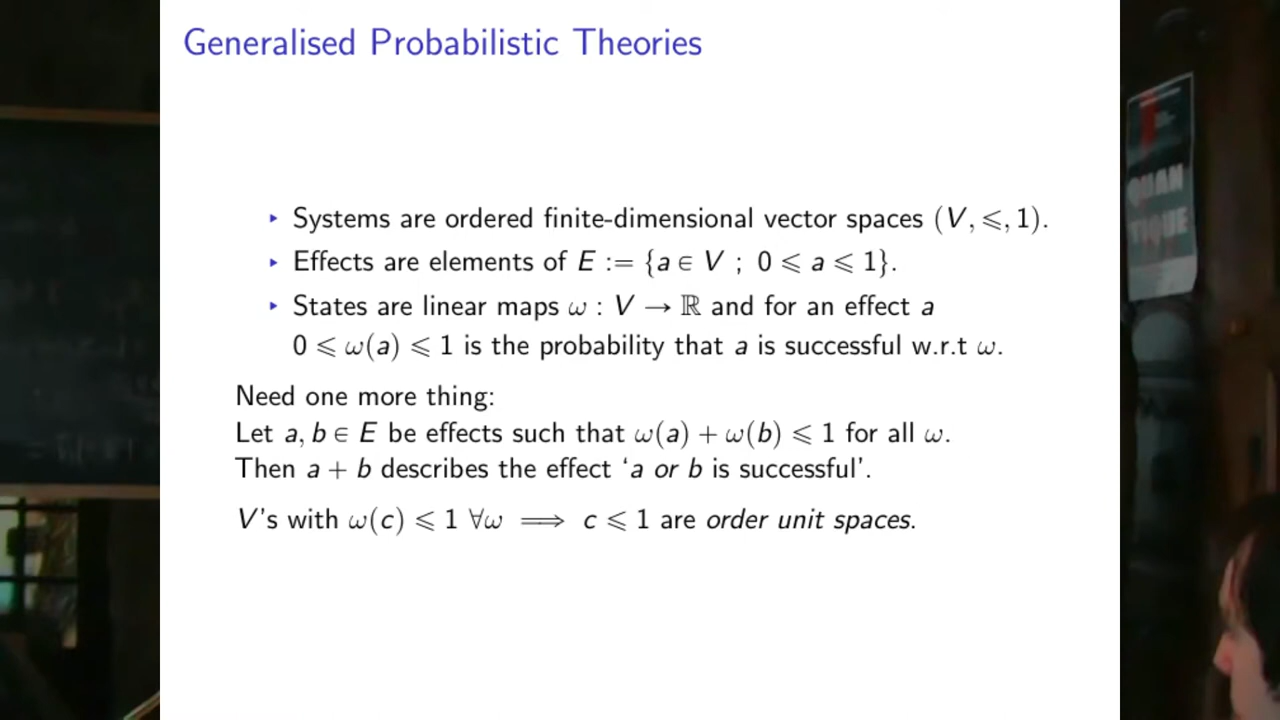 Generalised Probabilistic Theories
▸ Systems are ordered finite-dimensional vector spaces (V, ⩽, 1).
▸ Effects are elements of E := {a ∈ V ; 0 ⩽ a ⩽ 1}.
▸ States are linear maps ω : V → ℝ and for an effect a
0 ⩽ ω(a) ⩽ 1 is the probability that a is successful w.r.t ω.
Need one more thing:
Let a, b ∈ E be effects such that ω(a) + ω(b) ⩽ 1 for all ω.
Then a + b describes the effect ‘a or b is successful’.
V’s with ω(c) ⩽ 1 ∀ω ⟹ c ⩽ 1 are order unit spaces.
QUAN
TIQUE